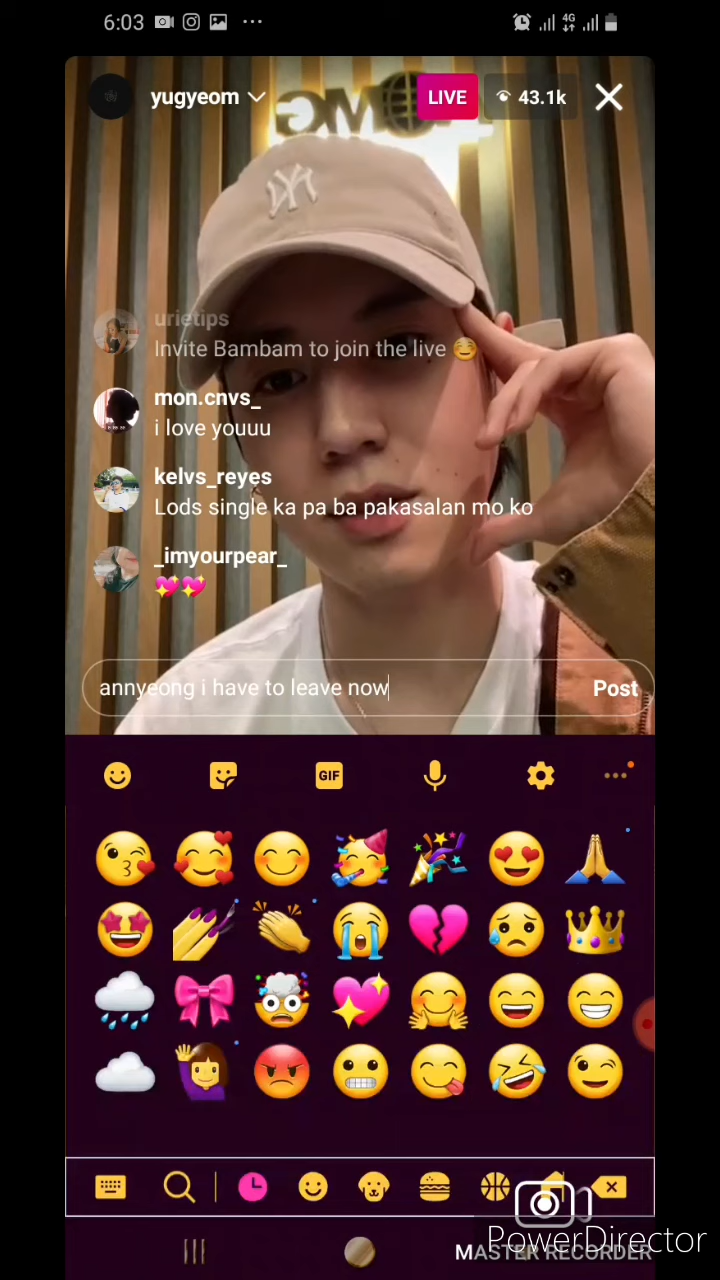 6:03
4G
yugyeom
LIVE
43.1k
urietips
Invite Bambam to join the live
mon.cnvs_
i love youuu
kelvs_reyes
Lods single ka pa ba pakasalan mo ko
_imyourpear_
annyeong i have to leave now
Post
GIF
PowerDirector
MASTER RECORDER